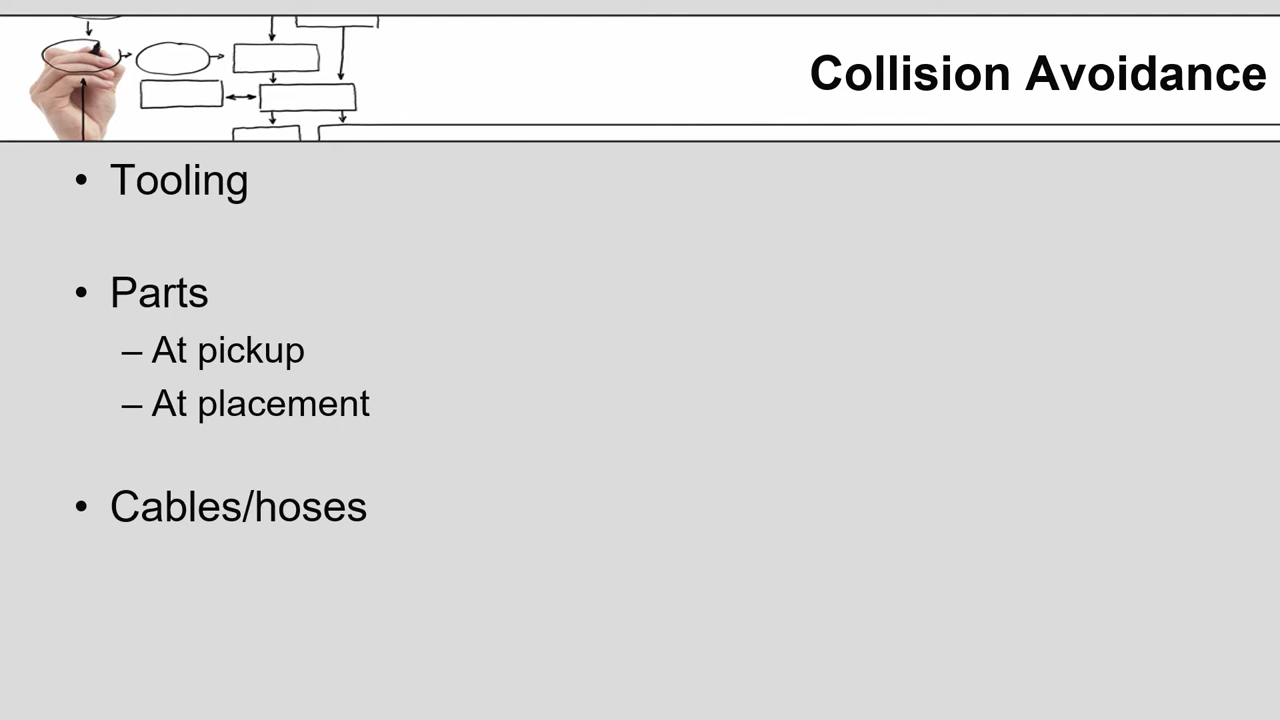 Collision Avoidance
• Tooling
• Parts
– At pickup
– At placement
• Cables/hoses